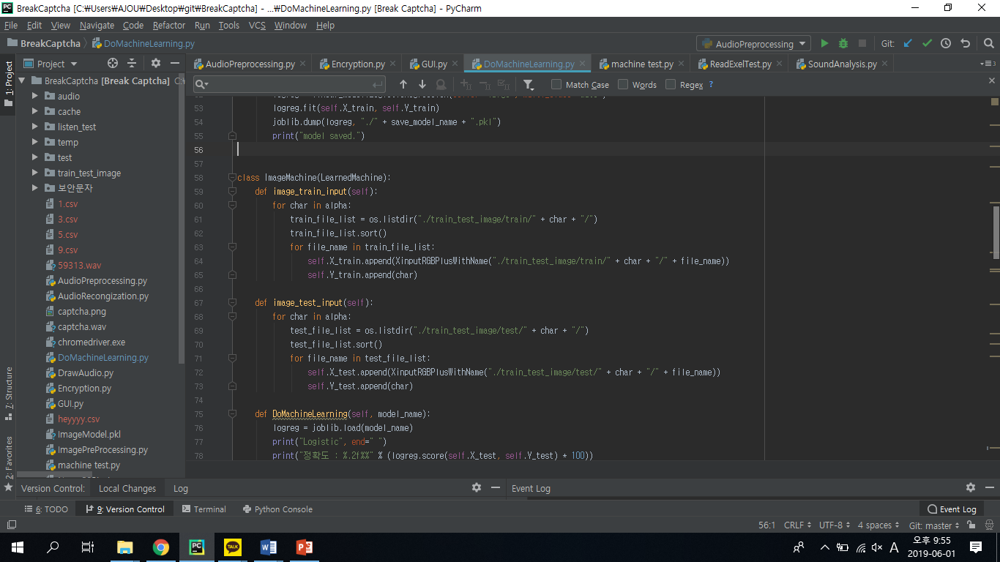 BreakCaptcha [C:₩Users₩AJOU₩Desktop₩git₩BreakCaptcha] - ...₩DoMachineLearning.py [Break Captcha] - PyCharm
File Edit View Navigate Code Refactor Run Tools VCS Window Help
BreakCaptcha DoMachineLearning.py AudioPreprocessing Git:
1: Project
Project
AudioPreprocessing.py Encryption.py GUI.py DoMachineLearning.py machine test.py ReadExelTest.py SoundAnalysis.py
Match Case Words Regex ?
BreakCaptcha [Break Captcha]
audio
cache
listen_test
temp
test
train_test_image
보안문자
1.csv
3.csv
5.csv
9.csv
59313.wav
AudioPreprocessing.py
AudioRecongization.py
captcha.png
captcha.wav
chromedriver.exe
DoMachineLearning.py
DrawAudio.py
Encryption.py
GUI.py
heyyyy.csv
ImageModel.pkl
ImagePreProcessing.py
machine test.py
7: Structure
2: Favorites
53 logreg.fit(self.X_train, self.Y_train)
54 joblib.dump(logreg, "./" + save_model_name + ".pkl")
55 print("model saved.")
56
57
58 class ImageMachine(LearnedMachine):
59 def image_train_input(self):
60 for char in alpha:
61 train_file_list = os.listdir("./train_test_image/train/" + char + "/")
62 train_file_list.sort()
63 for file_name in train_file_list:
64 self.X_train.append(XinputRGBPlusWithName("./train_test_image/train/" + char + "/" + file_name))
65 self.Y_train.append(char)
66
67 def image_test_input(self):
68 for char in alpha:
69 test_file_list = os.listdir("./train_test_image/test/" + char + "/")
70 test_file_list.sort()
71 for file_name in test_file_list:
72 self.X_test.append(XinputRGBPlusWithName("./train_test_image/test/" + char + "/" + file_name))
73 self.Y_test.append(char)
74
75 def DoMachineLearning(self, model_name):
76 logreg = joblib.load(model_name)
77 print("Logistic", end=" ")
78 print("정확도 : %.2f%%" % (logreg.score(self.X_test, self.Y_test) * 100))
Version Control: Local Changes Log Event Log
6: TODO 9: Version Control Terminal Python Console Event Log
56:1 CRLF UTF-8 4 spaces Git: master
TALK
A 오후 9:55
2019-06-01